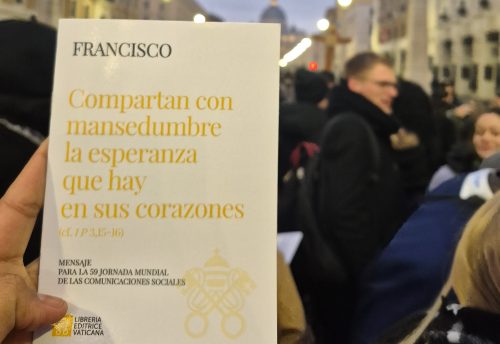 FRANCISCO
Compartan con
mansedumbre
la esperanza
que hay
en sus corazones
(cf. 1 P 3,15-16)
MENSAJE
PARA LA 59 JORNADA MUNDIAL
DE LAS COMUNICACIONES SOCIALES
LIBRERIA
EDITRICE
VATICANA